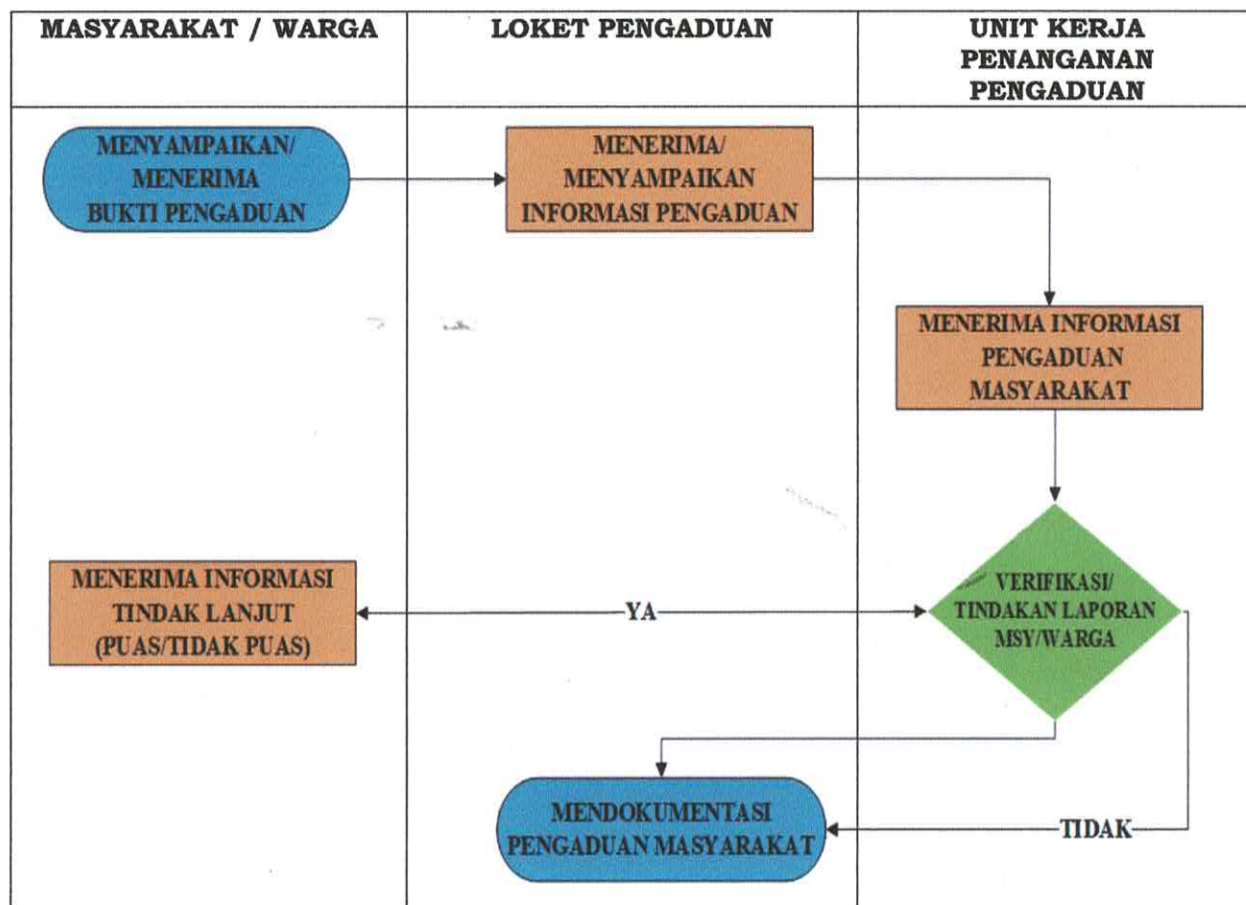 MASYARAKAT / WARGA
LOKET PENGADUAN
UNIT KERJA
PENANGANAN
PENGADUAN
MENYAMPAIKAN/
MENERIMA
BUKTI PENGADUAN
MENERIMA/
MENYAMPAIKAN
INFORMASI PENGADUAN
MENERIMA INFORMASI
PENGADUAN
MASYARAKAT
MENERIMA INFORMASI
TINDAK LANJUT
(PUAS/TIDAK PUAS)
YA
VERIFIKASI/
TINDAKAN LAPORAN
MSY/WARGA
MENDOKUMENTASI
PENGADUAN MASYARAKAT
TIDAK